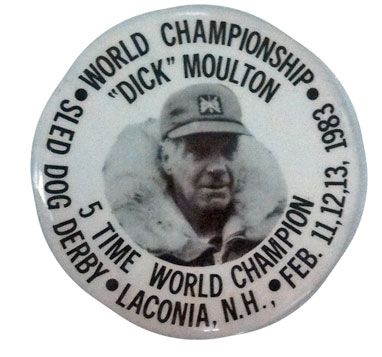 • WORLD CHAMPIONSHIP •
SLED DOG DERBY • LACONIA, N.H., • FEB. 11,12,13, 1983
"DICK" MOULTON
5 TIME WORLD CHAMPION